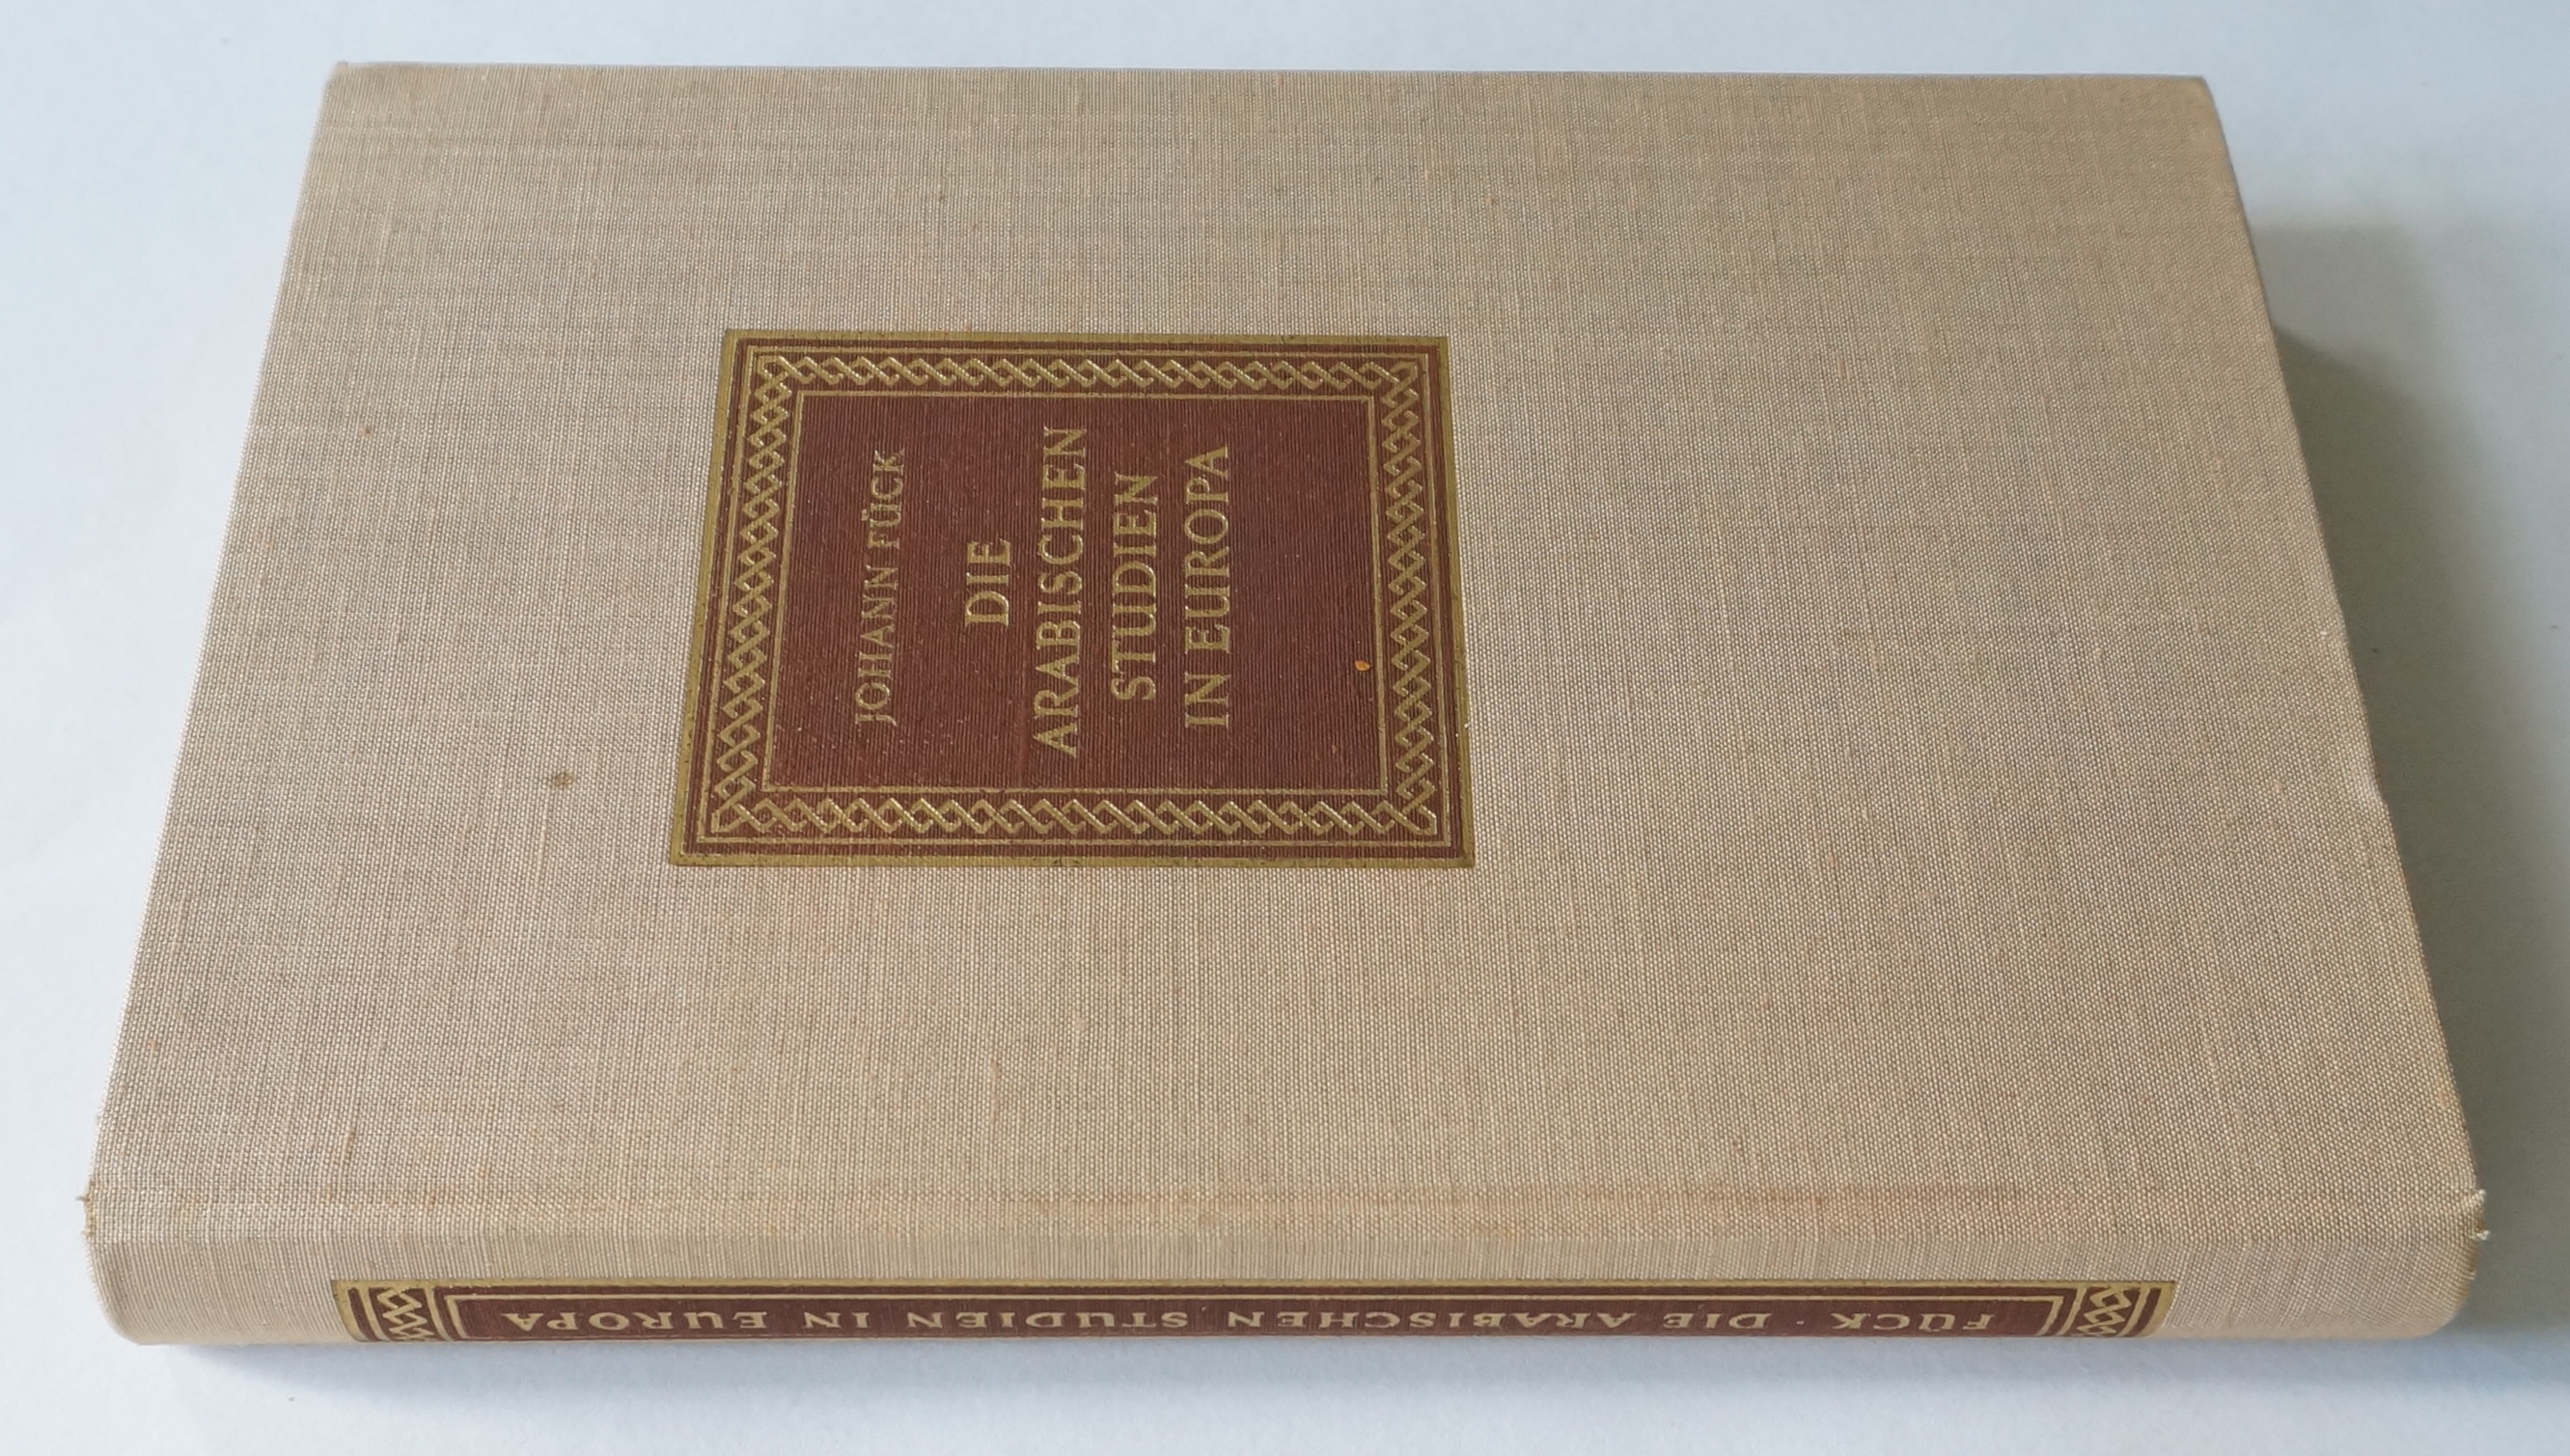 JOHANN FÜCK
DIE
ARABISCHEN
STUDIEN
IN EUROPA
FÜCK · DIE ARABISCHEN STUDIEN IN EUROPA